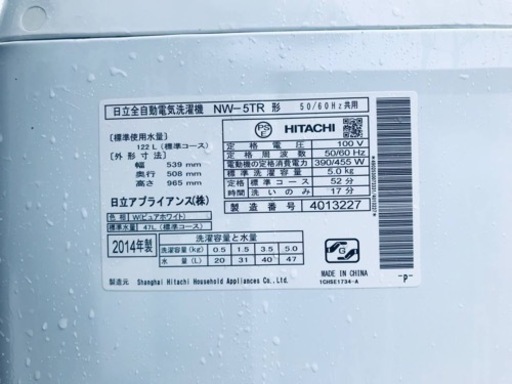 日立全自動電気洗濯機 NW-5TR 形 50/60Hz共用
[標準使用水量]
122 L (標準コース)
[外形寸法]
幅 539 mm
奥行 508 mm
高さ 965 mm
日立アプライアンス(株)
色相 W(ピュアホワイト)
標準水量 47L (標準コース)
PS E HITACHI
定格電圧 100 V
定格周波数 50/60 Hz
電動機の定格消費電力 390/455 W
標準洗濯容量 5.0 kg
定格標準コース 52 分
時間洗いのみ 17 分
製造番号 4013227
2014年製
洗濯容量と水量
洗濯容量(kg) 0.5 1.5 3.5 5.0
水量 (L) 20 31 40 47
製造元 Shanghai Hitachi Household Appliances Co., Ltd.
G
MADE IN CHINA
1CHSE1734-A
-P-